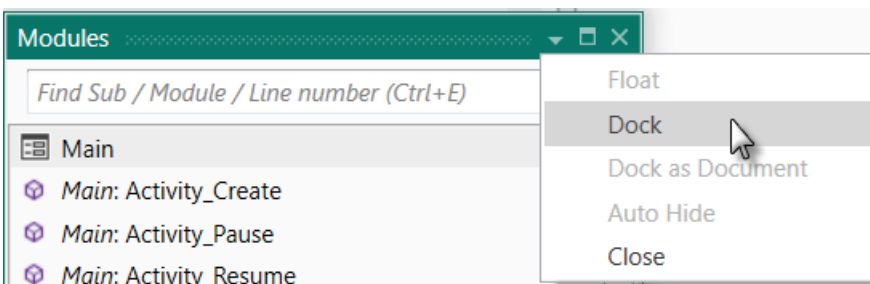 Modules
Find Sub / Module / Line number (Ctrl+E)
Main
Main: Activity_Create
Main: Activity_Pause
Main: Activity_Resume
Float
Dock
Dock as Document
Auto Hide
Close